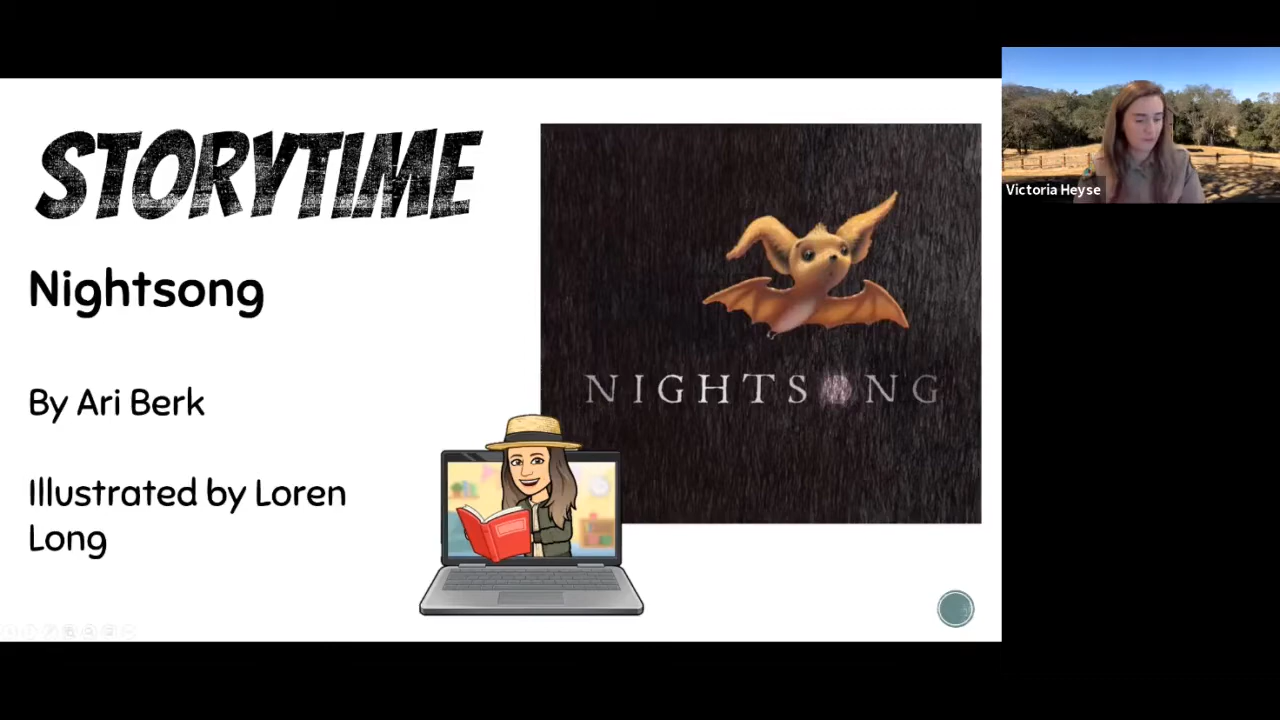 STORYTIME
Nightsong
By Ari Berk
Illustrated by Loren
Long
NIGHTSONG
Victoria Heyse